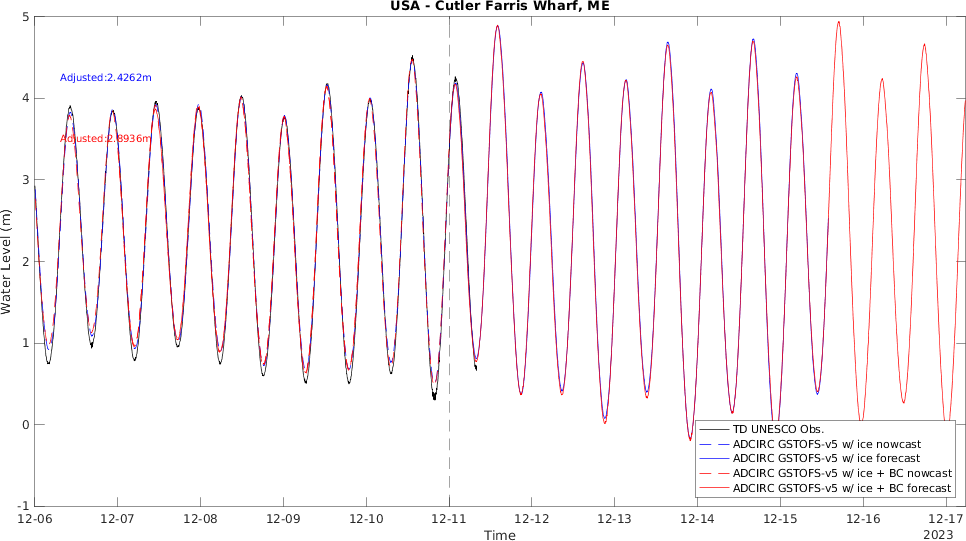 USA - Cutler Farris Wharf, ME
5
4
3
2
1
0
-1
Water Level (m)
Adjusted:2.4262m
Adjusted:2.8936m
TD UNESCO Obs.
ADCIRC GSTOFS-v5 w/ ice nowcast
ADCIRC GSTOFS-v5 w/ ice forecast
ADCIRC GSTOFS-v5 w/ ice + BC nowcast
ADCIRC GSTOFS-v5 w/ ice + BC forecast
12-06 12-07 12-08 12-09 12-10 12-11 12-12 12-13 12-14 12-15 12-16 12-17
Time
2023